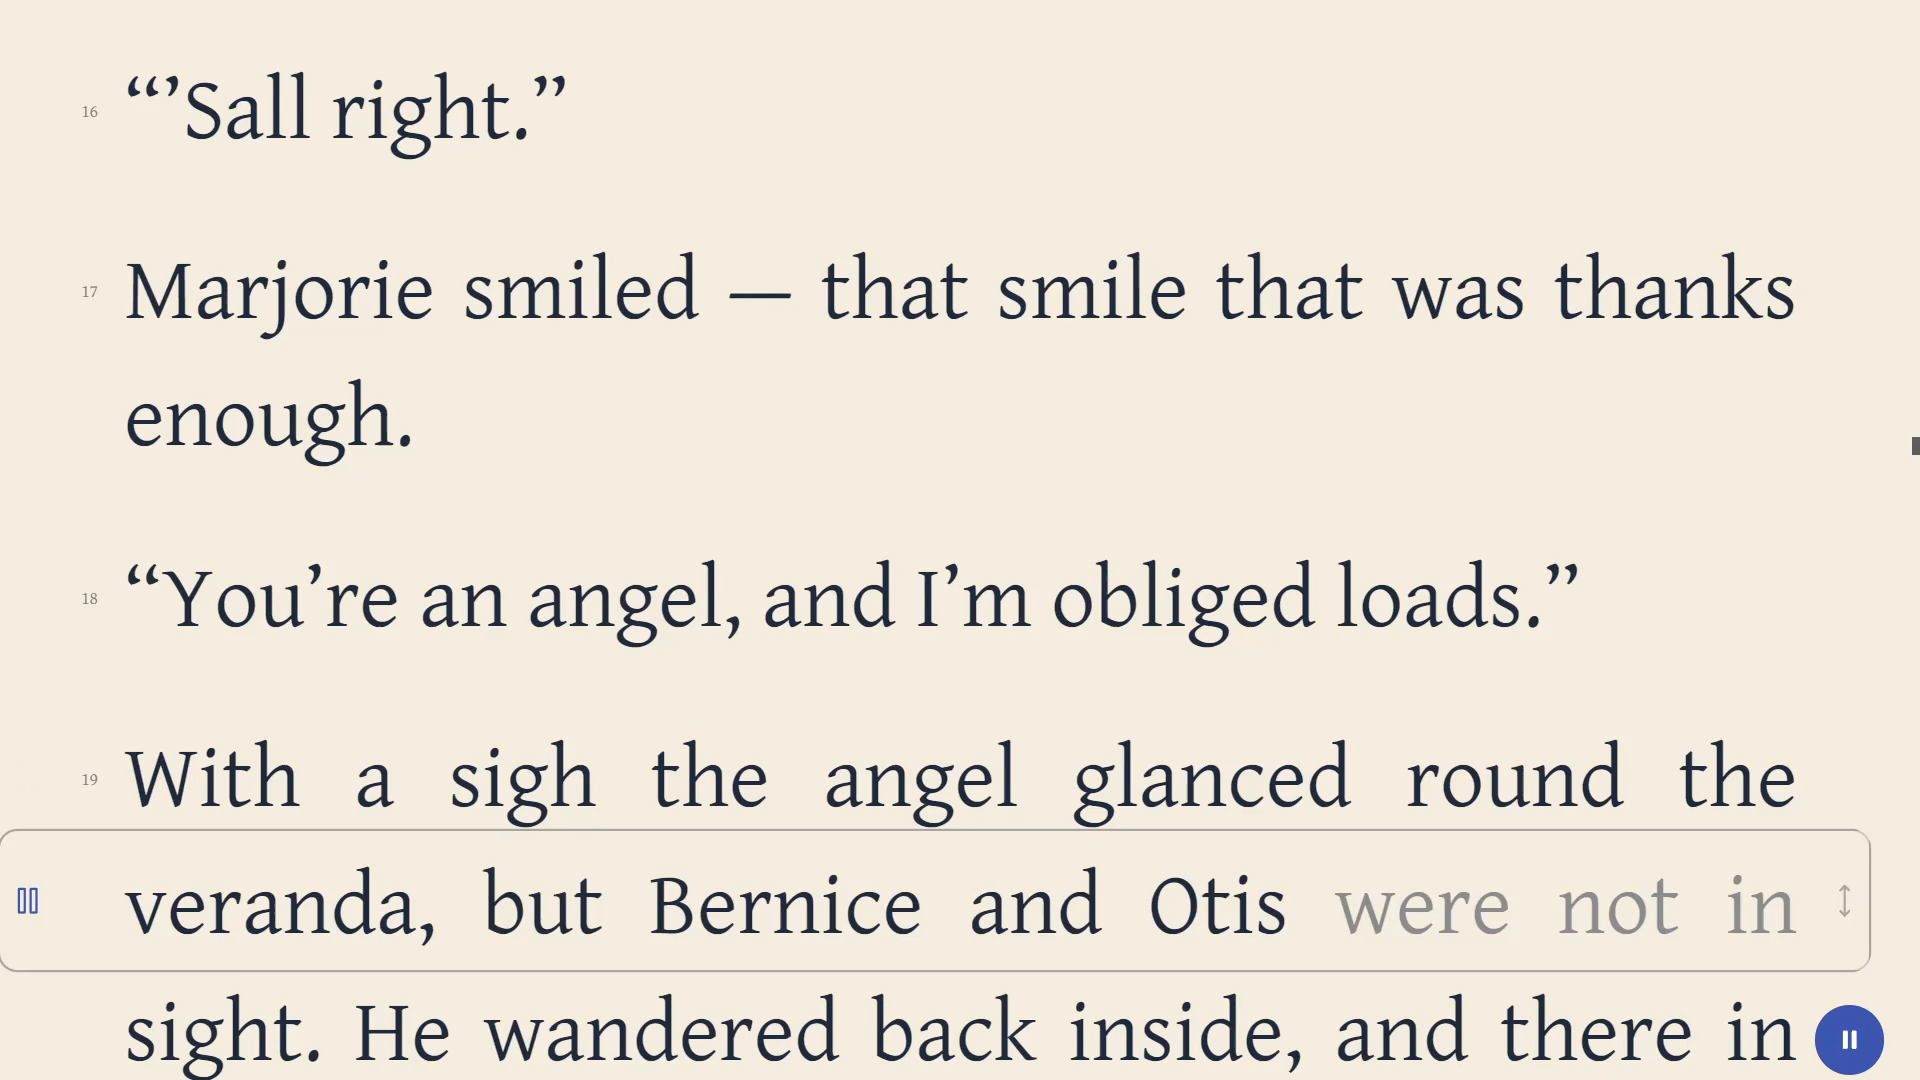 16 “’Sall right.”
17 Marjorie smiled — that smile that was thanks
enough.
18 “You’re an angel, and I’m obliged loads.”
19 With a sigh the angel glanced round the
veranda, but Bernice and Otis were not in
sight. He wandered back inside, and there in